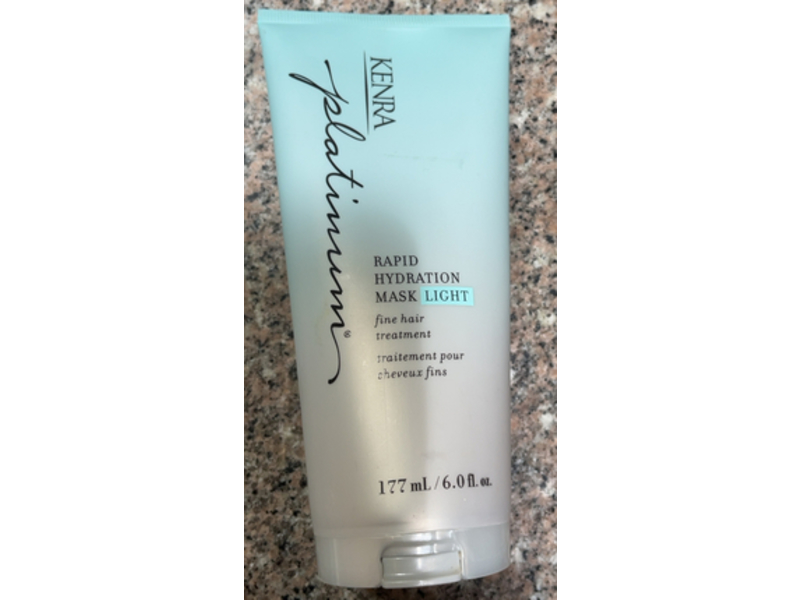 KENRA
platinum®
RAPID
HYDRATION
MASK LIGHT
fine hair
treatment
traitement pour
cheveux fins
177 mL / 6.0 fl. oz.